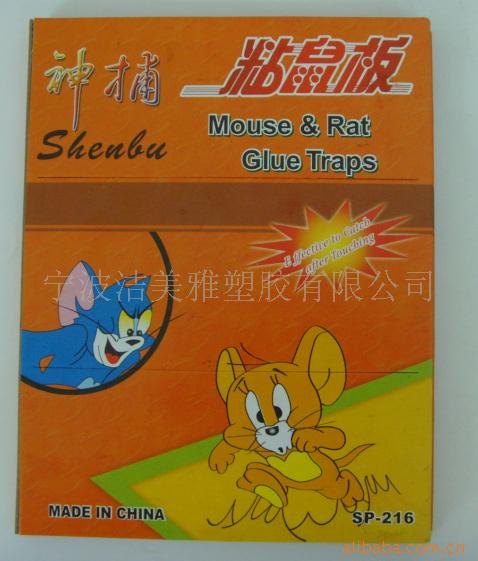 神捕
Shenbu
粘鼠板
Mouse & Rat
Glue Traps
Effective to Catch
after Touching
宁波洁美雅塑胶有限公司
MADE IN CHINA
SP-216
alibaba.com.cn